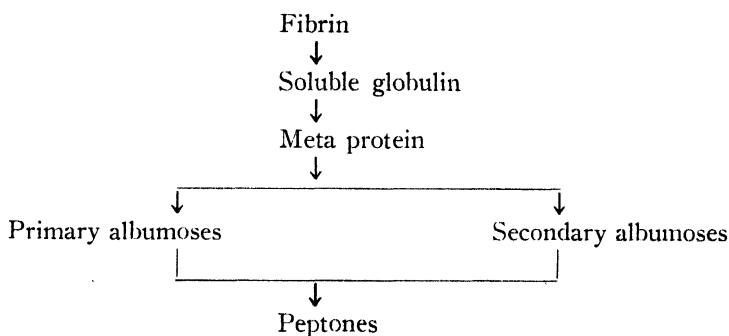 Fibrin
Soluble globulin
Meta protein
Primary albumoses Secondary albumoses
Peptones